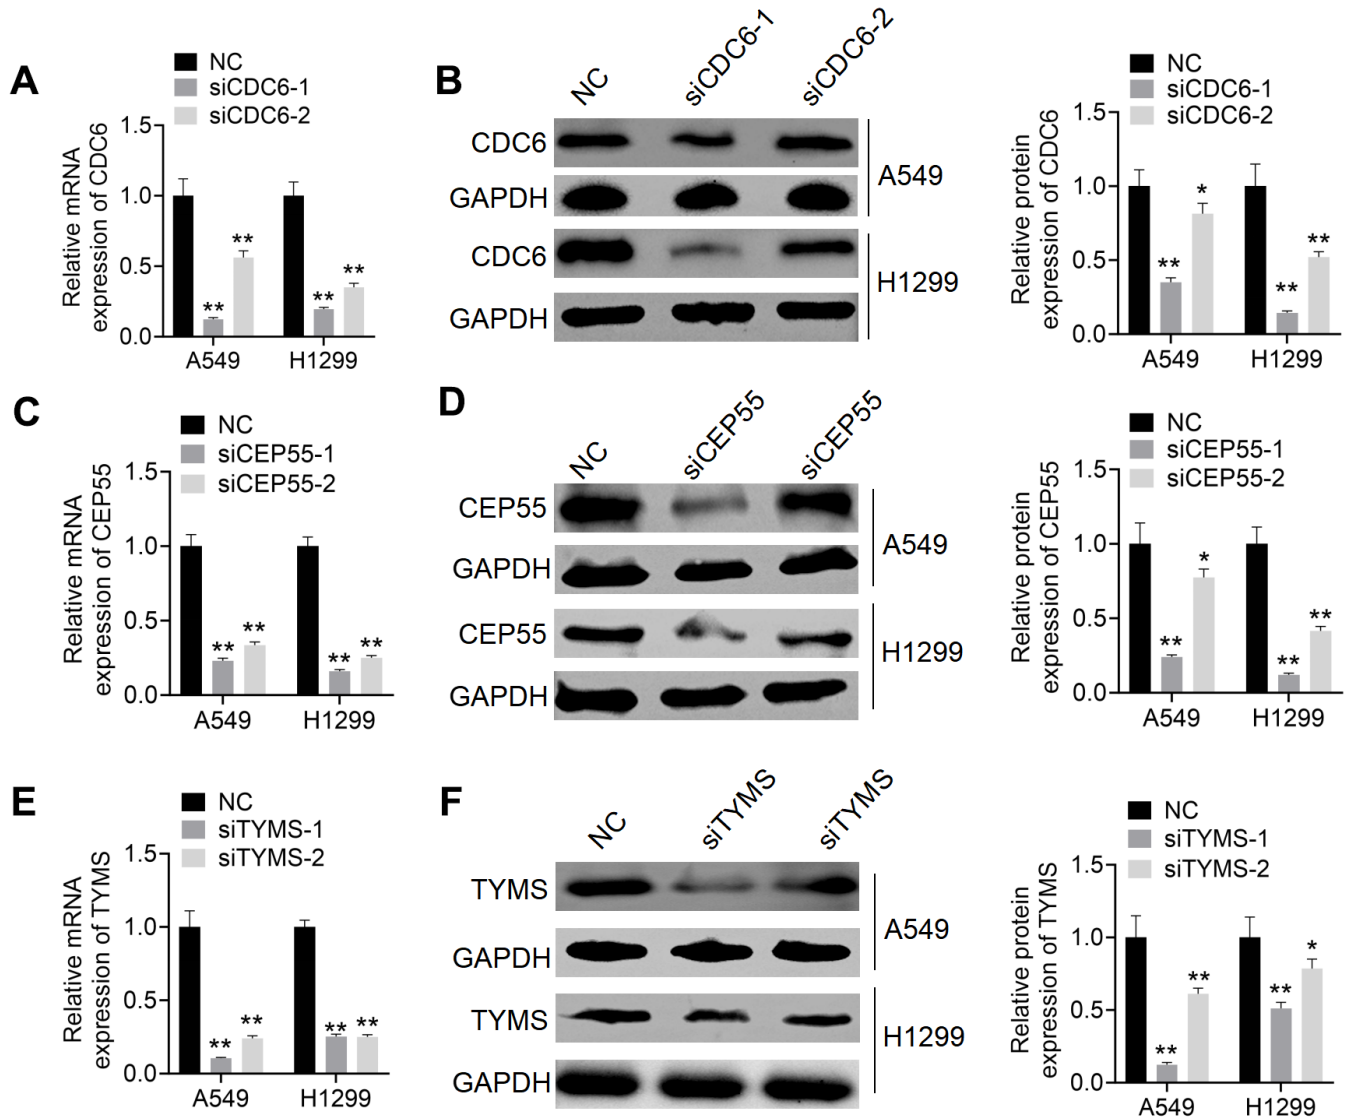 A
NC
siCDC6-1
siCDC6-2
Relative mRNA
expression of CDC6
1.5
1.0
0.5
0.0
** ** ** **
A549 H1299
B
NC siCDC6-1 siCDC6-2
CDC6
GAPDH
A549
CDC6
GAPDH
H1299
NC
siCDC6-1
siCDC6-2
Relative protein
expression of CDC6
1.5
1.0
0.5
0.0
** * ** **
A549 H1299
C
NC
siCEP55-1
siCEP55-2
Relative mRNA
expression of CEP55
1.5
1.0
0.5
0.0
** ** ** **
A549 H1299
D
NC siCEP55 siCEP55
CEP55
GAPDH
A549
CEP55
GAPDH
H1299
NC
siCEP55-1
siCEP55-2
Relative protein
expression of CEP55
1.5
1.0
0.5
0.0
** * ** **
A549 H1299
E
NC
siTYMS-1
siTYMS-2
Relative mRNA
expression of TYMS
1.5
1.0
0.5
0.0
** ** ** **
A549 H1299
F
NC siTYMS siTYMS
TYMS
GAPDH
A549
TYMS
GAPDH
H1299
NC
siTYMS-1
siTYMS-2
Relative protein
expression of TYMS
1.5
1.0
0.5
0.0
** ** ** *
A549 H1299